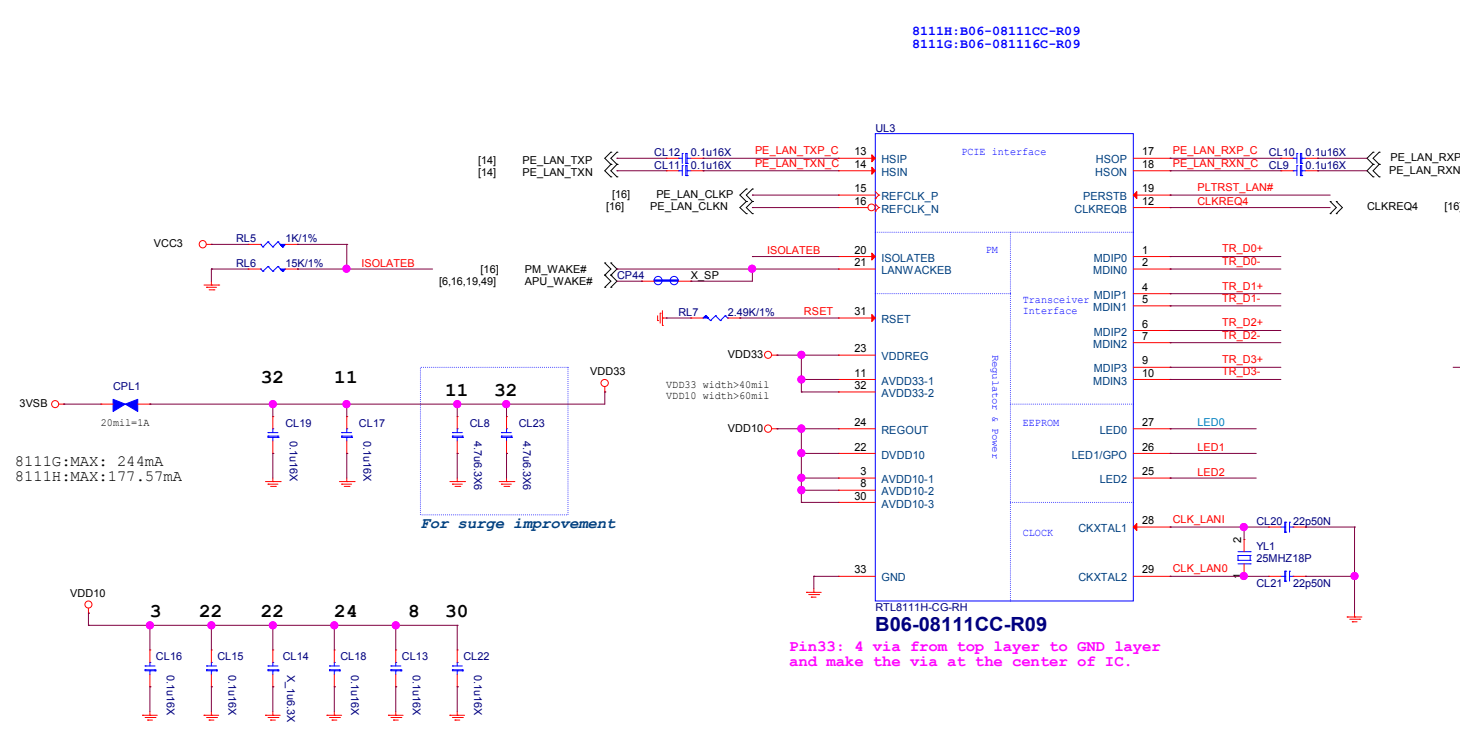 8111H:B06-08111CC-R09
8111G:B06-081116C-R09
UL3
[14] PE_LAN_TXP CL12 0.1u16X PE_LAN_TXP_C 13 HSIP PCIE interface HSOP 17 PE_LAN_RXP_C CL10 0.1u16X PE_LAN_RXP
[14] PE_LAN_TXN CL11 0.1u16X PE_LAN_TXN_C 14 HSIN HSON 18 PE_LAN_RXN_C CL9 0.1u16X PE_LAN_RXN
[16] PE_LAN_CLKP 15 REFCLK_P PERSTB 19 PLTRST_LAN#
[16] PE_LAN_CLKN 16 REFCLK_N CLKREQB 12 CLKREQ4 CLKREQ4 [16]
VCC3 RL5 1K/1%
RL6 15K/1% ISOLATEB
ISOLATEB 20 ISOLATEB PM
[16] PM_WAKE# 21 LANWACKEB
[6,16,19,49] APU_WAKE# CP44 X_SP
MDIP0 1 TR_D0+
MDIN0 2 TR_D0-
Transceiver
Interface
MDIP1 4 TR_D1+
MDIN1 5 TR_D1-
MDIP2 6 TR_D2+
MDIN2 7 TR_D2-
MDIP3 9 TR_D3+
MDIN3 10 TR_D3-
RL7 2.49K/1% RSET 31 RSET
VDD33 23 VDDREG
11 AVDD33-1
32 AVDD33-2
VDD33 width>40mil
VDD10 width>60mil
Regulator & Power
VDD10 24 REGOUT
22 DVDD10
3 AVDD10-1
8 AVDD10-2
30 AVDD10-3
EEPROM
LED0 27 LED0
LED1/GPO 26 LED1
LED2 25 LED2
CLOCK
CKXTAL1 28 CLK_LANI CL20 22p50N
2 YL1
25MHZ18P
1
CKXTAL2 29 CLK_LAN0 CL21 22p50N
33 GND
RTL8111H-CG-RH
B06-08111CC-R09
Pin33: 4 via from top layer to GND layer
and make the via at the center of IC.
3VSB CPL1
20mil=1A
32 11 11 32 VDD33
CL19 CL17 CL8 CL23
0.1u16X 0.1u16X 4.7u6.3X6 4.7u6.3X6
8111G:MAX: 244mA
8111H:MAX:177.57mA
For surge improvement
VDD10
3 22 22 24 8 30
CL16 CL15 CL14 CL18 CL13 CL22
0.1u16X 0.1u16X X_1u6.3X 0.1u16X 0.1u16X 0.1u16X